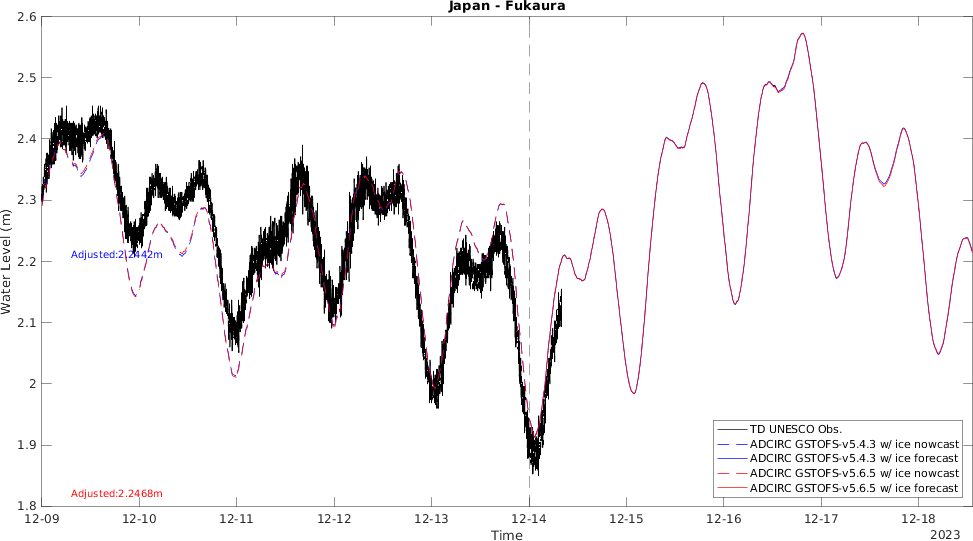 Japan - Fukaura
2.6
2.5
2.4
2.3
2.2
2.1
2
1.9
1.8
Water Level (m)
Adjusted:2.2442m
Adjusted:2.2468m
TD UNESCO Obs.
ADCIRC GSTOFS-v5.4.3 w/ ice nowcast
ADCIRC GSTOFS-v5.4.3 w/ ice forecast
ADCIRC GSTOFS-v5.6.5 w/ ice nowcast
ADCIRC GSTOFS-v5.6.5 w/ ice forecast
12-09 12-10 12-11 12-12 12-13 12-14 12-15 12-16 12-17 12-18
Time
2023